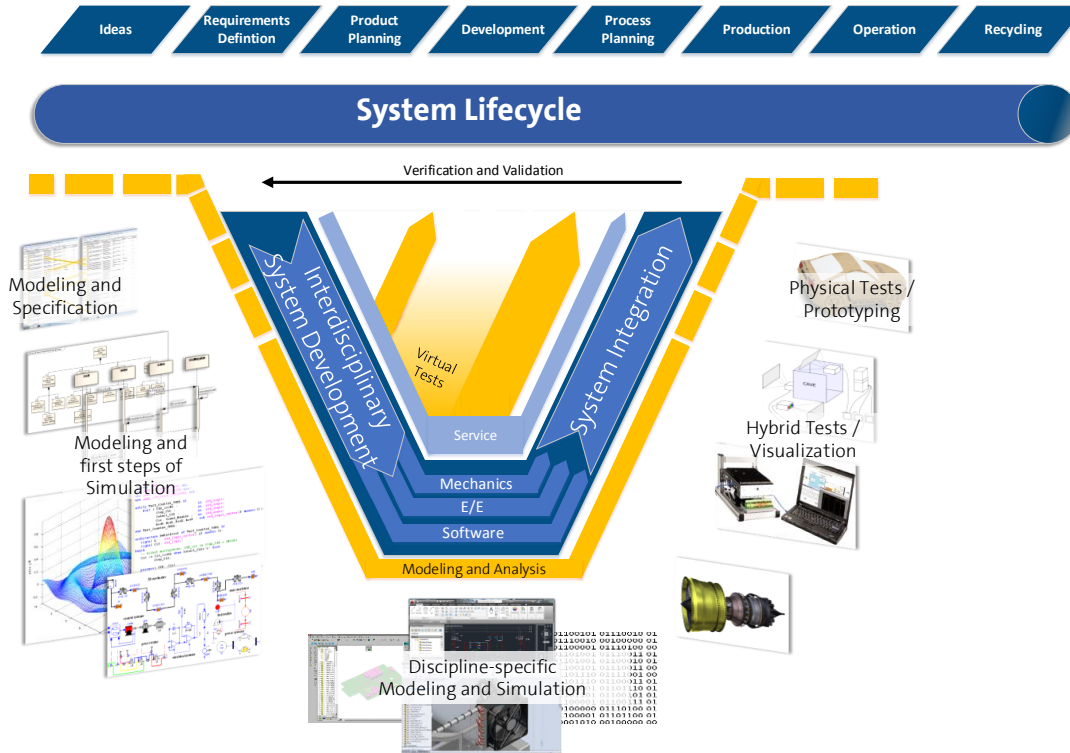 Ideas
Requirements
Defintion
Product
Planning
Development
Process
Planning
Production
Operation
Recycling
System Lifecycle
Verification and Validation
Interdisciplinary
System Development
Virtual
Tests
System Integration
Service
Mechanics
E/E
Software
Modeling and Analysis
Modeling and
Specification
Modeling and
first steps of
Simulation
Discipline-specific
Modeling and Simulation
Physical Tests /
Prototyping
CAVE
Hybrid Tests /
Visualization